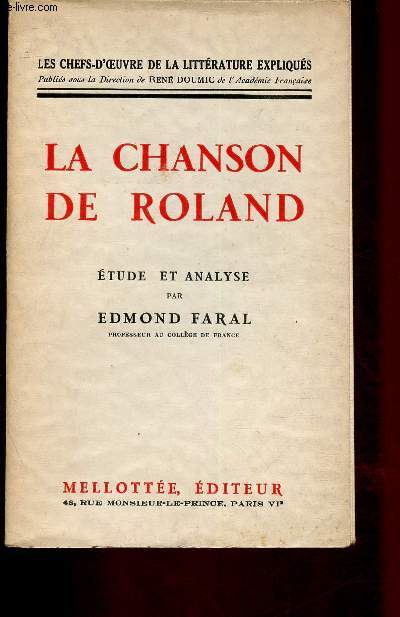 e-livre.com
LES CHEFS-D'ŒUVRE DE LA LITTÉRATURE EXPLIQUÉS
Publiés sous la Direction de RENÉ DOUMIC de l'Académie Française
LA CHANSON
DE ROLAND
ÉTUDE ET ANALYSE
PAR
EDMOND FARAL
PROFESSEUR AU COLLÈGE DE FRANCE
MELLOTTÉE, ÉDITEUR
48, RUE MONSIEUR-LE-PRINCE, PARIS VIᵉ